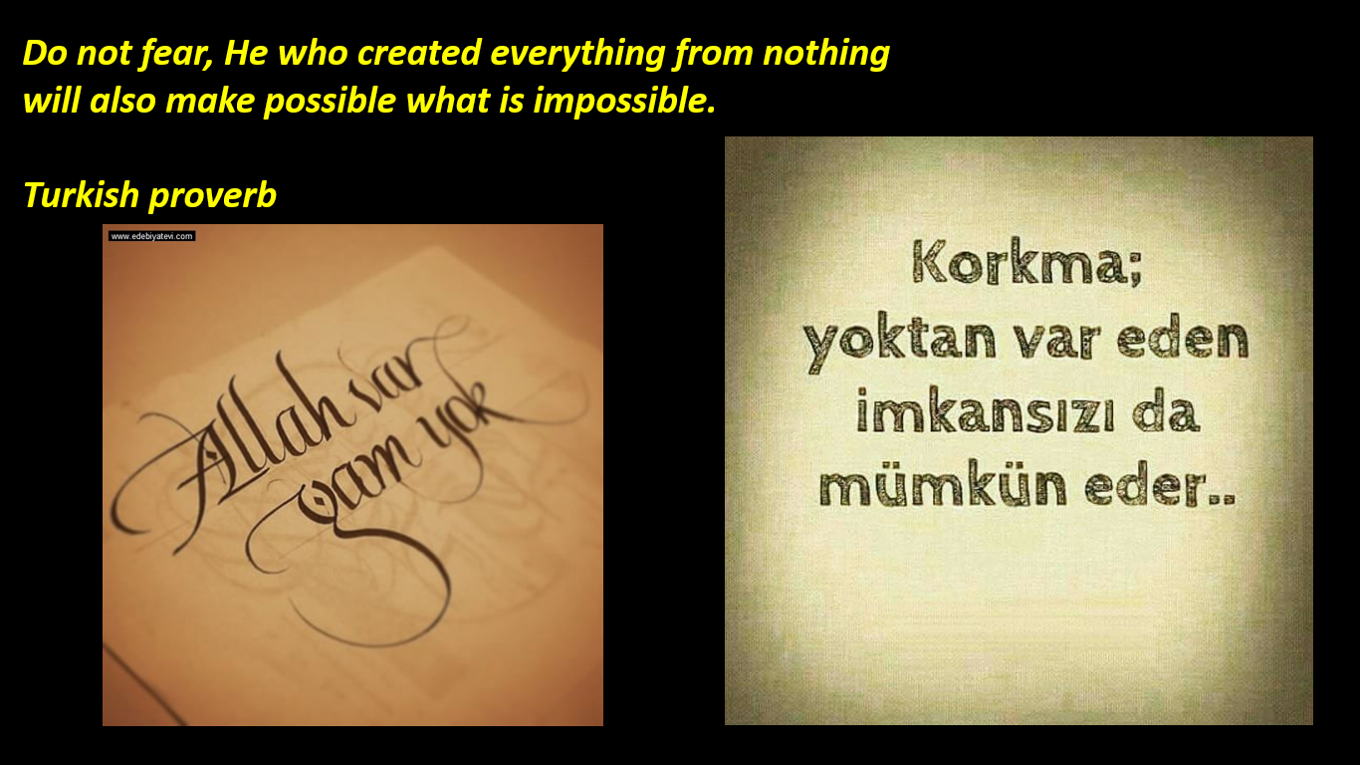 Do not fear, He who created everything from nothing
will also make possible what is impossible.
Turkish proverb
www.edebiyatevi.com
Allah var
gam yok
Korkma;
yoktan var eden
imkansızı da
mümkün eder..